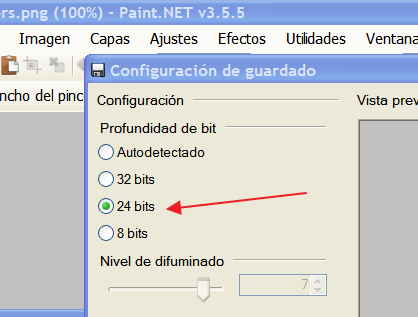 ers.png (100%) - Paint.NET v3.5.5
Imagen Capas Ajustes Efectos Utilidades Ventana
ncho del pinc
Configuración de guardado
Configuración
Vista prev
Profundidad de bit
Autodetectado
32 bits
24 bits
8 bits
Nivel de difuminado
7